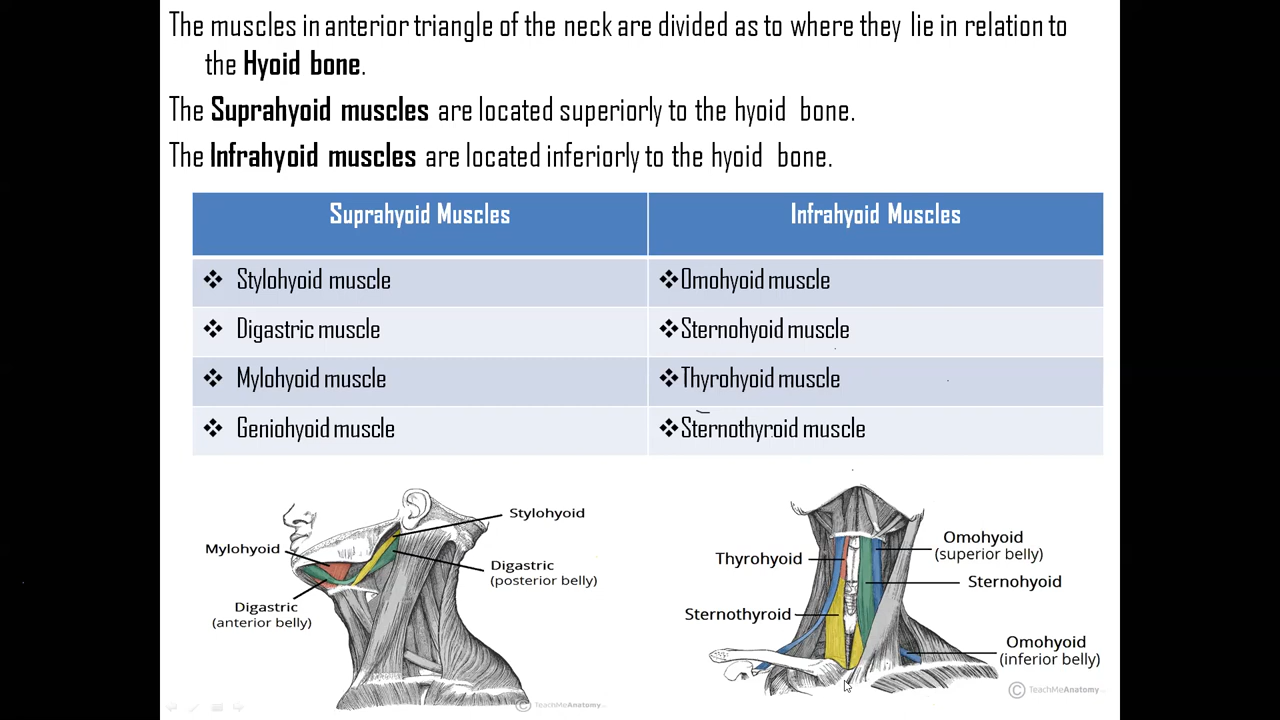 The muscles in anterior triangle of the neck are divided as to where they lie in relation to
the Hyoid bone.
The Suprahyoid muscles are located superiorly to the hyoid bone.
The Infrahyoid muscles are located inferiorly to the hyoid bone.
Suprahyoid Muscles
Infrahyoid Muscles
Stylohyoid muscle
Omohyoid muscle
Digastric muscle
Sternohyoid muscle
Mylohyoid muscle
Thyrohyoid muscle
Geniohyoid muscle
Sternothyroid muscle
Stylohyoid
Mylohyoid
Digastric
(posterior belly)
Digastric
(anterior belly)
© TeachMeAnatomy
Omohyoid
(superior belly)
Thyrohyoid
Sternohyoid
Sternothyroid
Omohyoid
(inferior belly)
© TeachMeAnatomy